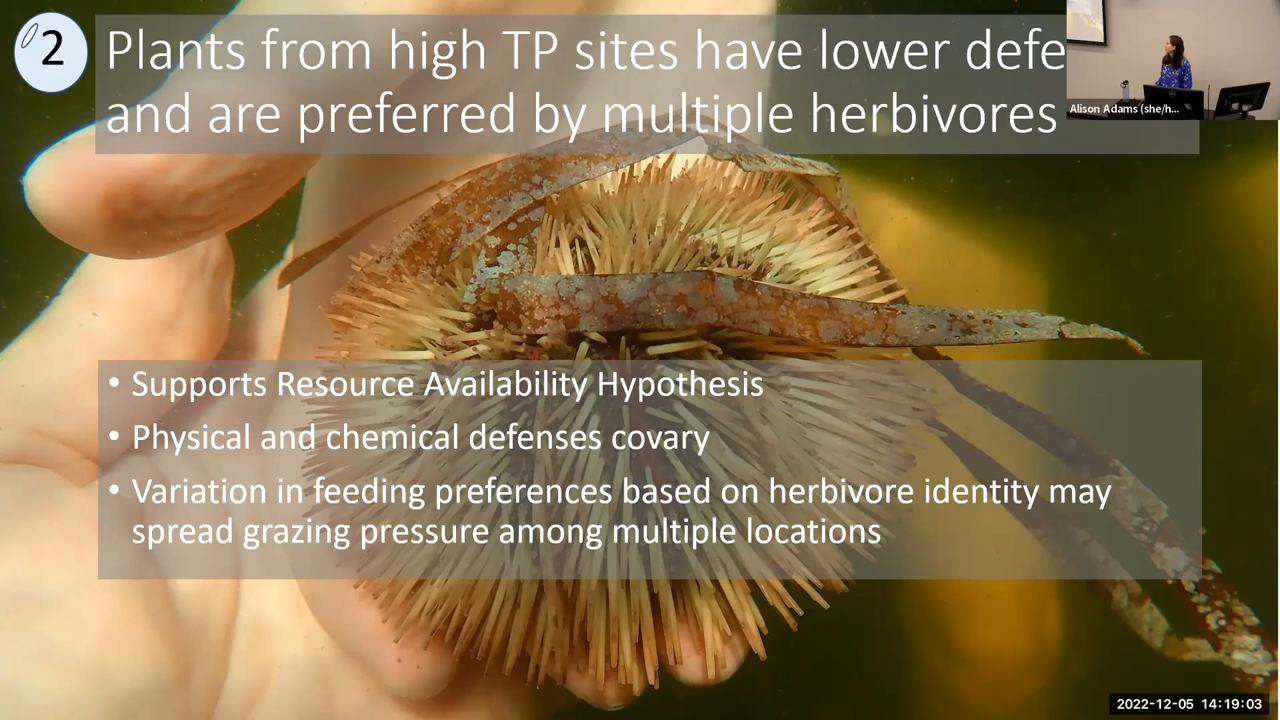 2
Plants from high TP sites have lower defe
and are preferred by multiple herbivores
Alison Adams (she/h...
• Supports Resource Availability Hypothesis
• Physical and chemical defenses covary
• Variation in feeding preferences based on herbivore identity may
spread grazing pressure among multiple locations
2022-12-05 14:19:03